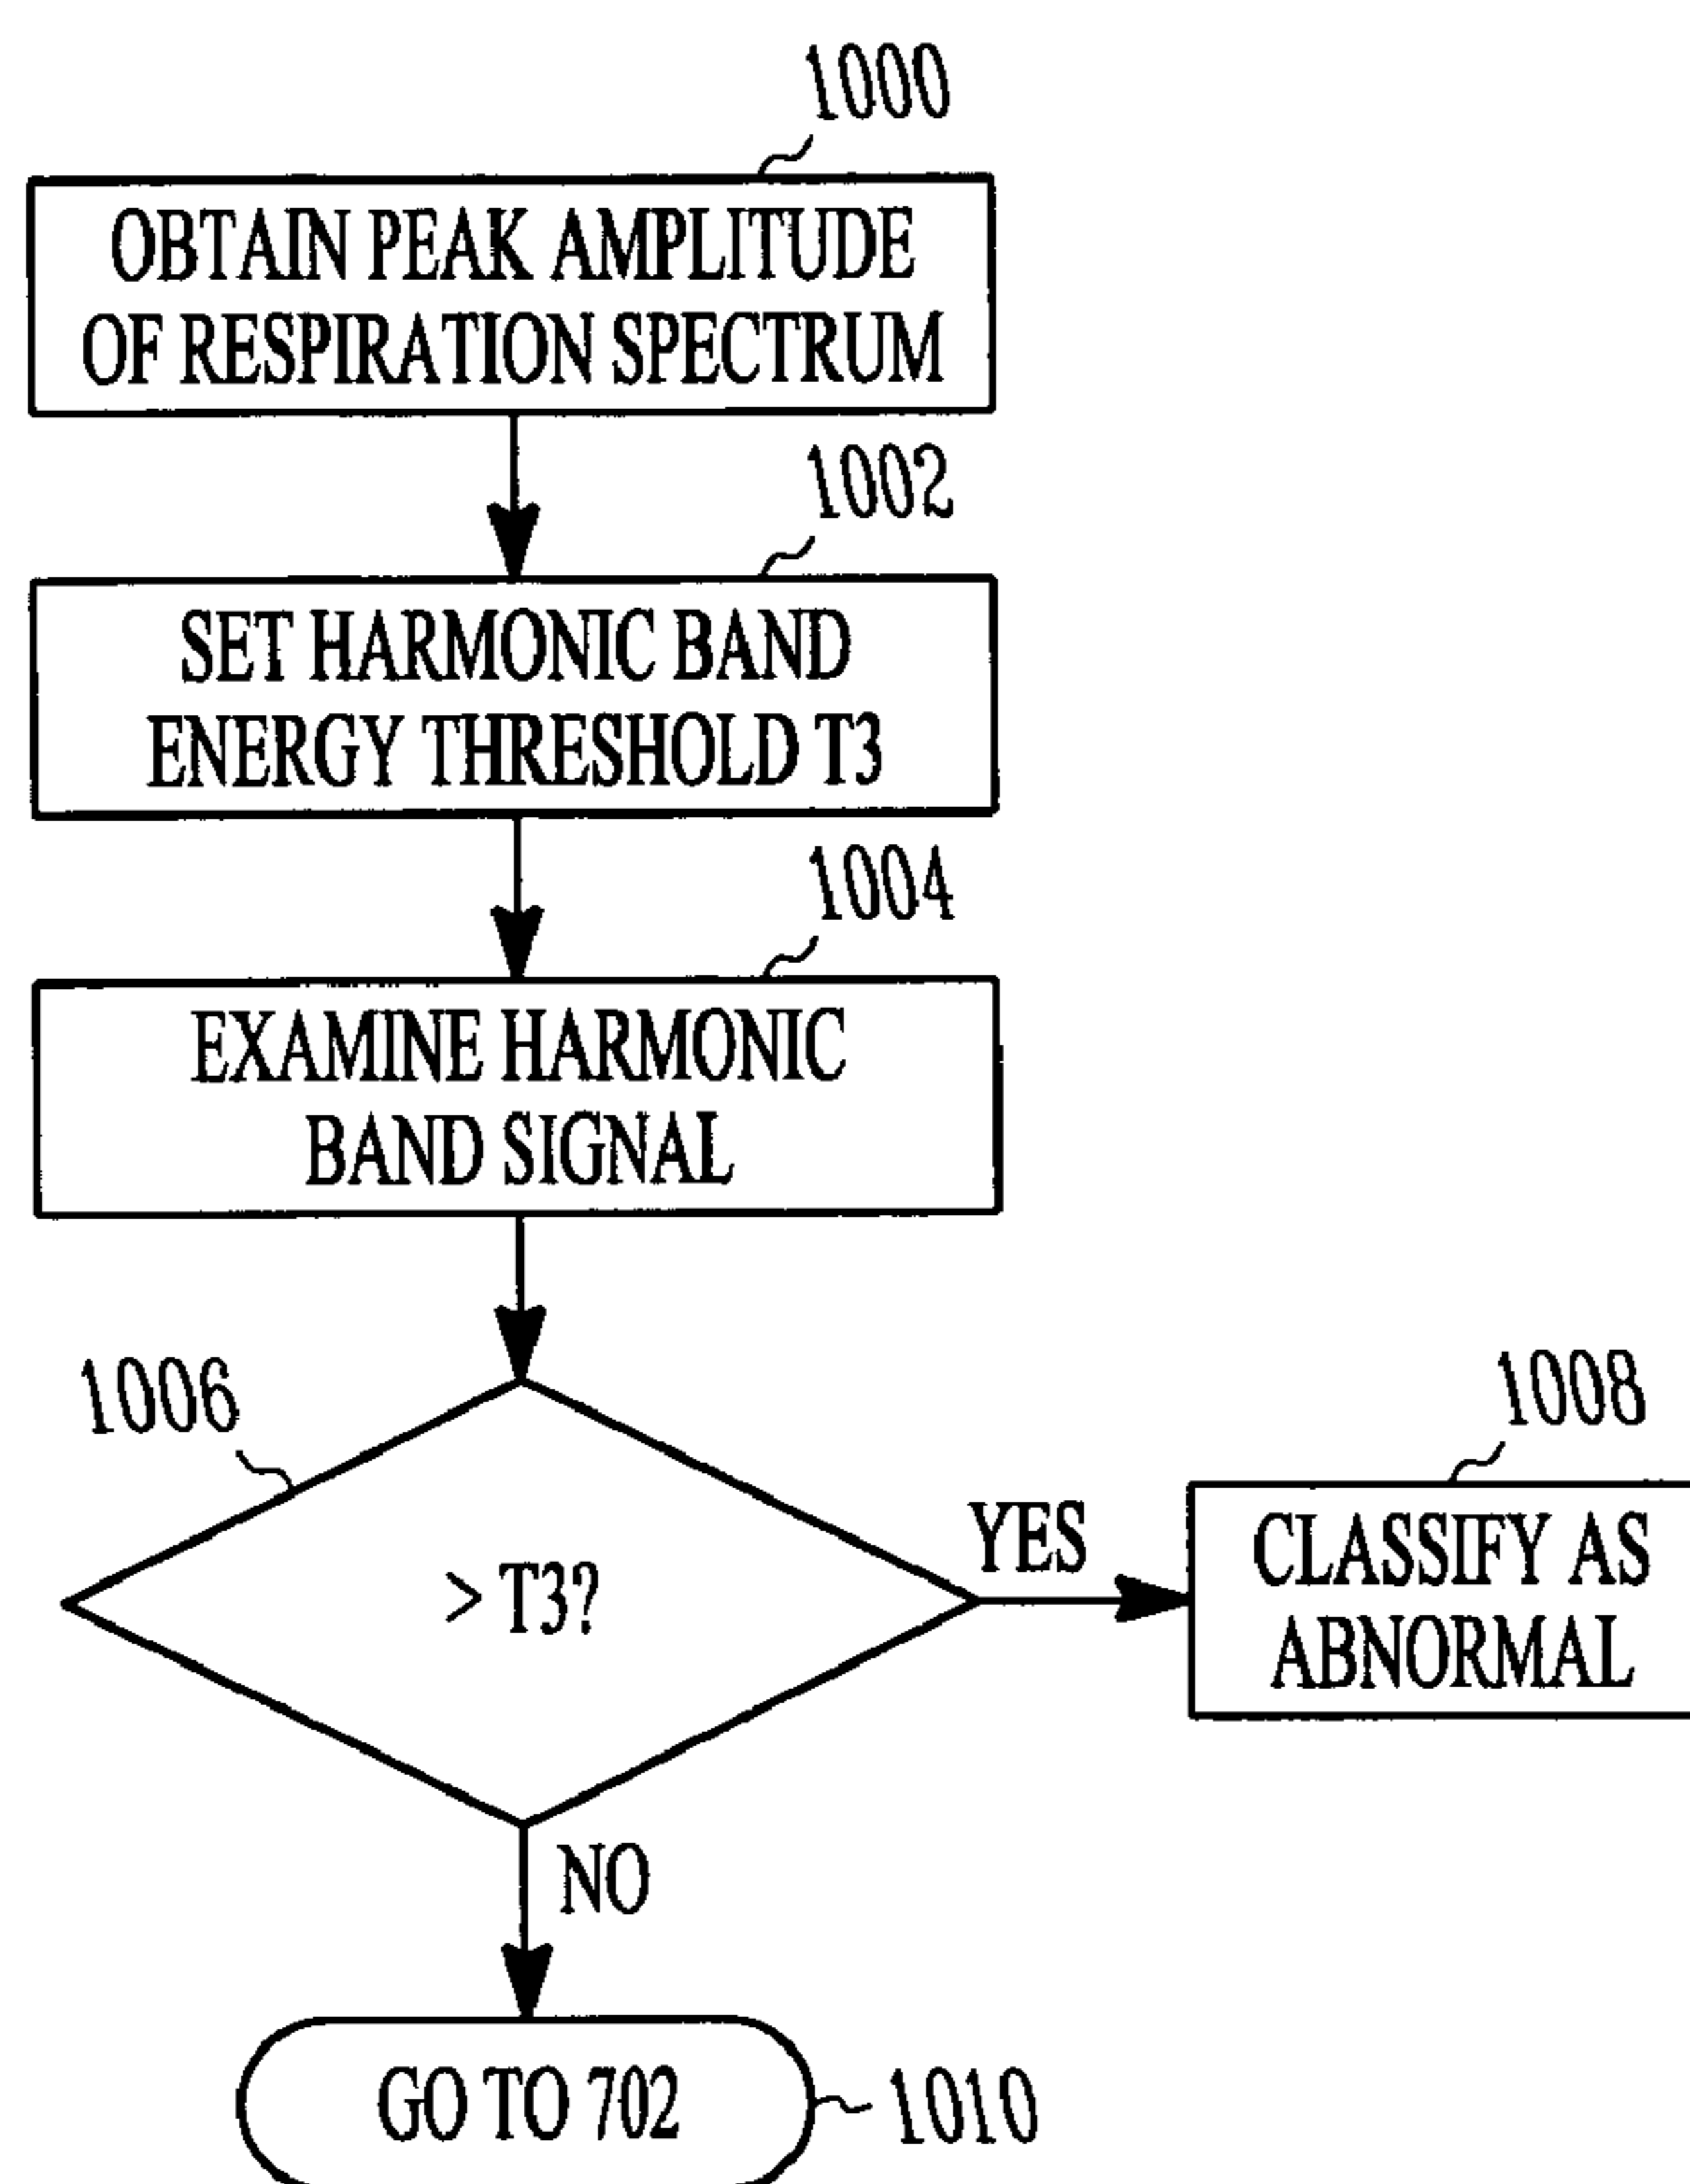 1000
OBTAIN PEAK AMPLITUDE
OF RESPIRATION SPECTRUM
1002
SET HARMONIC BAND
ENERGY THRESHOLD T3
1004
EXAMINE HARMONIC
BAND SIGNAL
1006
> T3?
YES
1008
CLASSIFY AS
ABNORMAL
NO
GO TO 702
1010